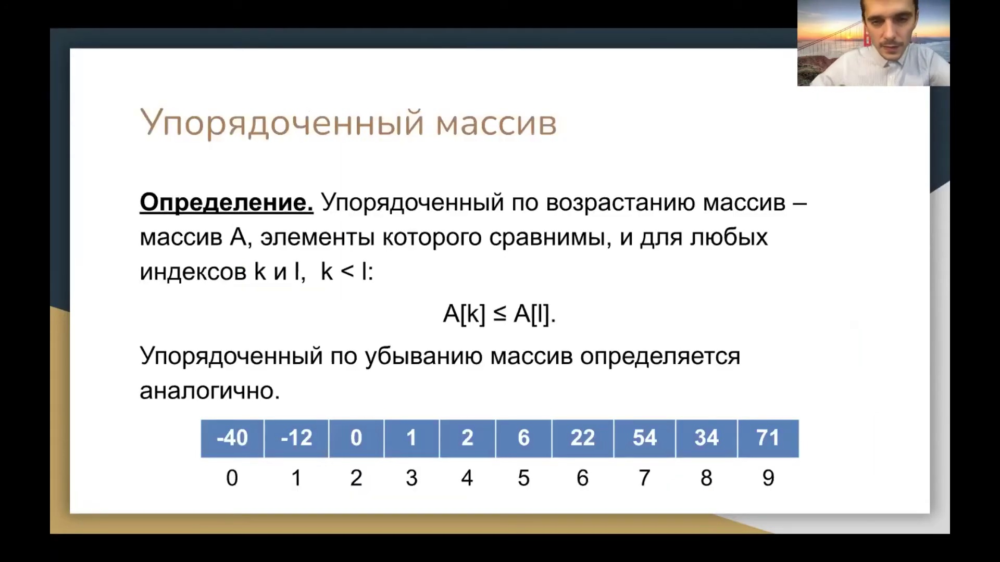 Упорядоченный массив
Определение. Упорядоченный по возрастанию массив –
массив A, элементы которого сравнимы, и для любых
индексов k и l,  k < l:
A[k] ≤ A[l].
Упорядоченный по убыванию массив определяется
аналогично.
-40 -12 0 1 2 6 22 54 34 71
0 1 2 3 4 5 6 7 8 9